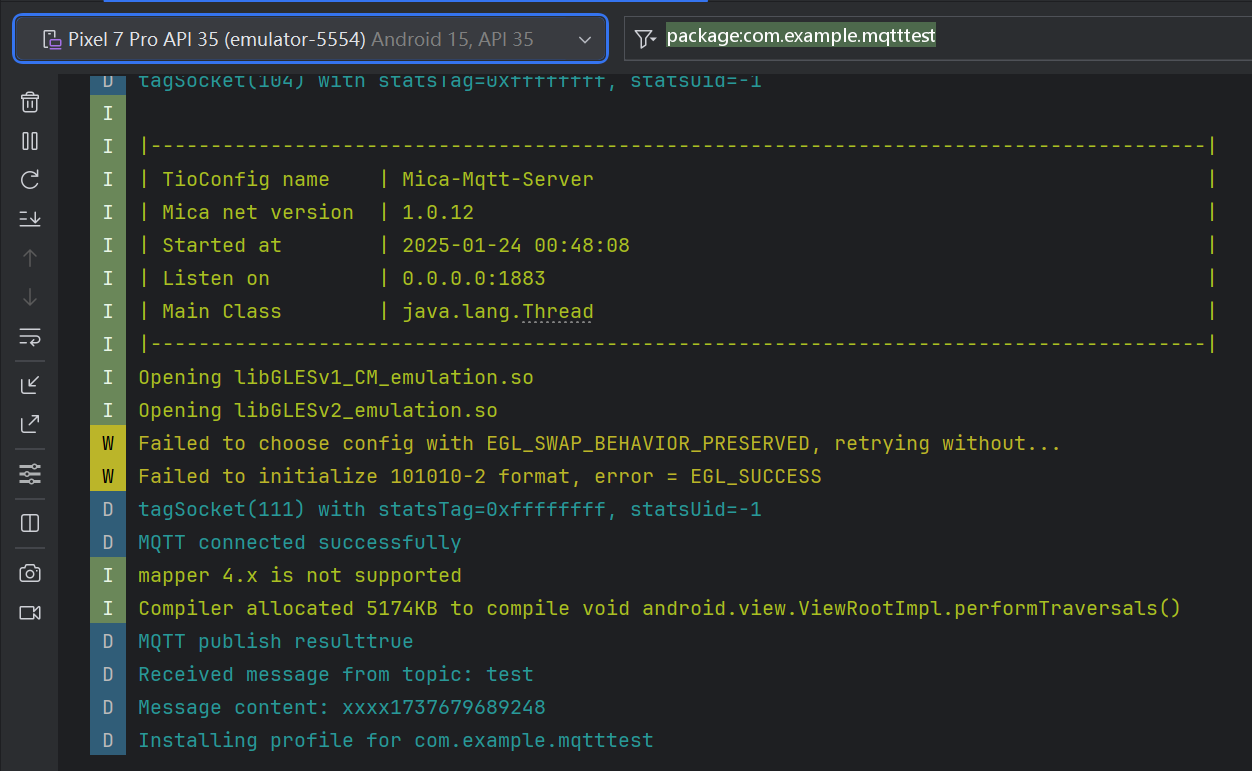 Pixel 7 Pro API 35 (emulator-5554) Android 15, API 35
package:com.example.mqtttest
D tagSocket(104) with statsTag=0xffffffff, statsUid=-1
I
I |----------------------------------------------------------------------------------------|
I | TioConfig name | Mica-Mqtt-Server |
I | Mica net version | 1.0.12 |
I | Started at | 2025-01-24 00:48:08 |
I | Listen on | 0.0.0.0:1883 |
I | Main Class | java.lang.Thread |
I |----------------------------------------------------------------------------------------|
I Opening libGLESv1_CM_emulation.so
I Opening libGLESv2_emulation.so
W Failed to choose config with EGL_SWAP_BEHAVIOR_PRESERVED, retrying without...
W Failed to initialize 101010-2 format, error = EGL_SUCCESS
D tagSocket(111) with statsTag=0xffffffff, statsUid=-1
D MQTT connected successfully
I mapper 4.x is not supported
I Compiler allocated 5174KB to compile void android.view.ViewRootImpl.performTraversals()
D MQTT publish resulttrue
D Received message from topic: test
D Message content: xxxx1737679689248
D Installing profile for com.example.mqtttest